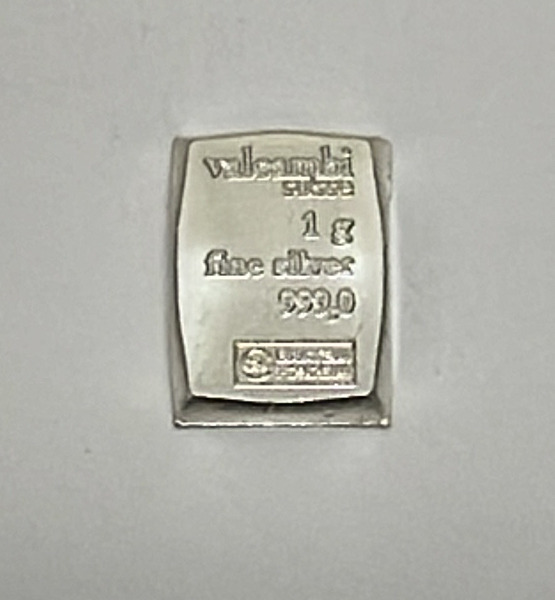 valcambi
suisse
1 g
fine silver
999,0